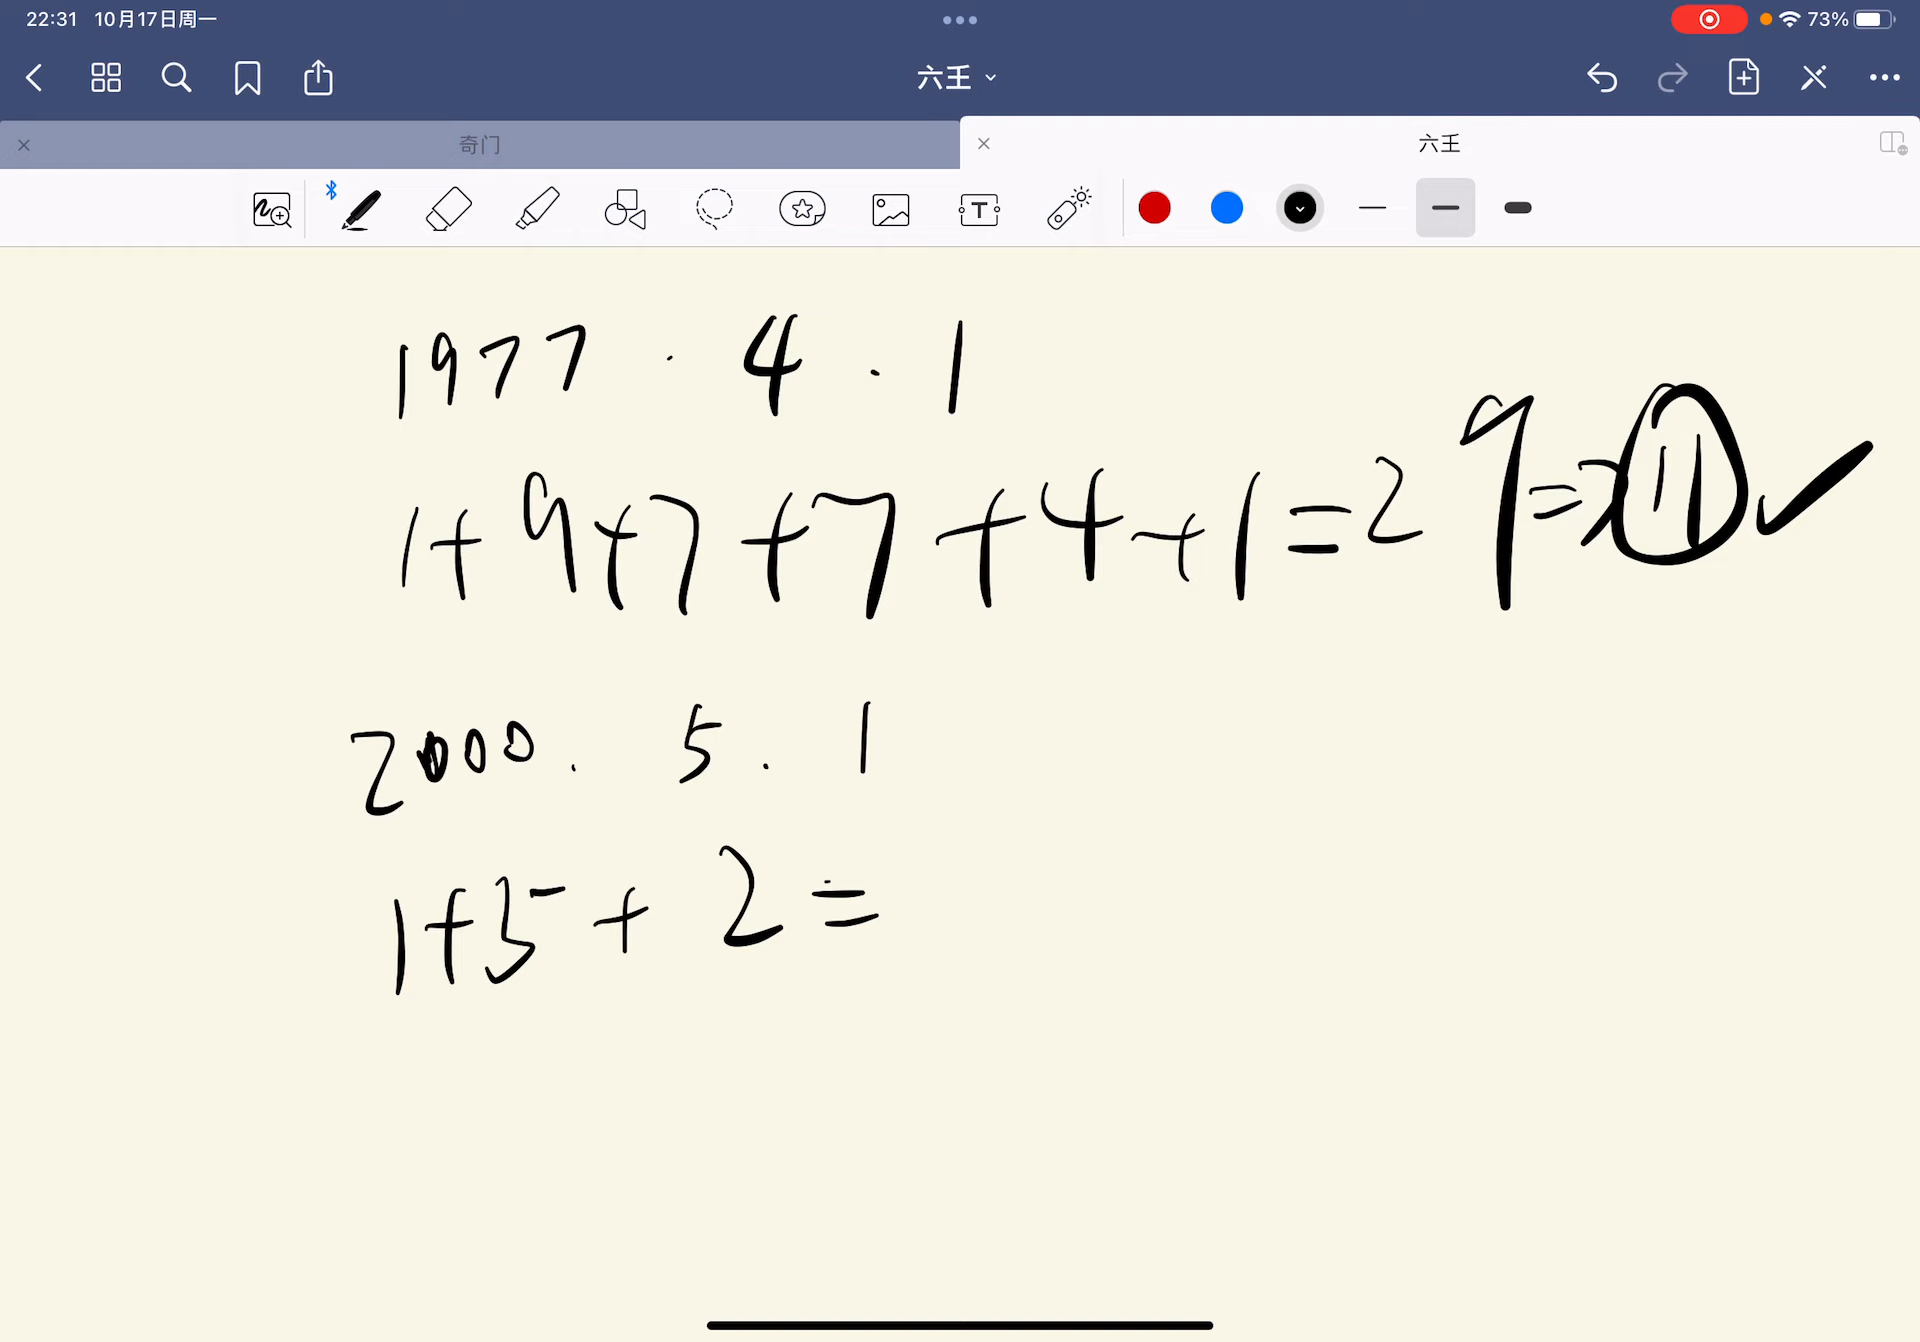 22:31 10月17日周一
73%
六壬
奇门
六壬
T
1977 . 4 . 1
1+9+7+7+4+1=29=>11
2000 . 5 . 1
1+5+2=